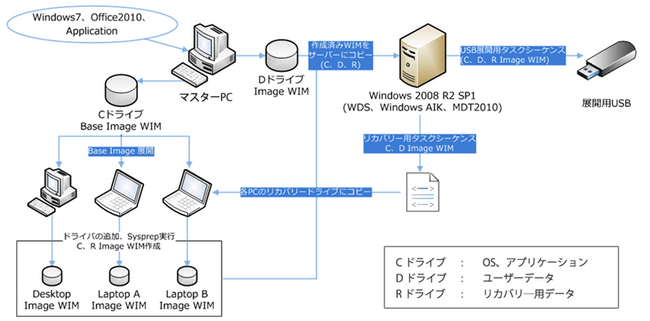 Windows7、Office2010、
Application
マスターPC
Dドライブ
Image WIM
作成済みWIMを
サーバーにコピー
(C、D、R)
Windows 2008 R2 SP1
(WDS、Windows AIK、MDT2010)
USB展開用タスクシーケンス
(C、D、R Image WIM)
展開用USB
Cドライブ
Base Image WIM
Base Image 展開
リカバリー用タスクシーケンス
C、D Image WIM
各PCのリカバリードライブにコピー
ドライバの追加、Sysprep実行
C、R Image WIM作成
Desktop
Image WIM
Laptop A
Image WIM
Laptop B
Image WIM
Cドライブ : OS、アプリケーション
Dドライブ : ユーザーデータ
Rドライブ : リカバリ―用データ